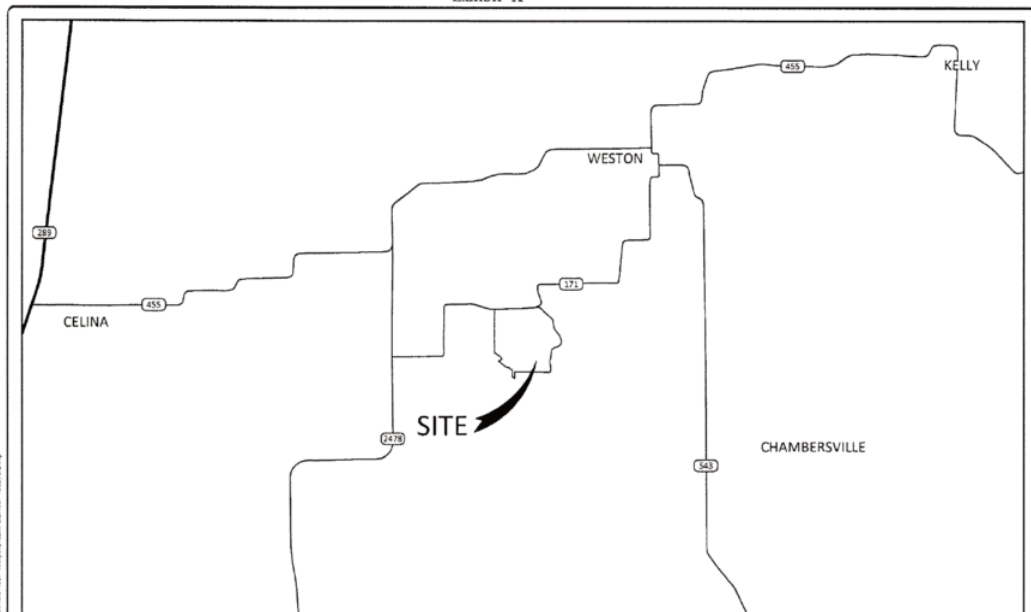 455
KELLY
WESTON
289
171
455
CELINA
SITE
2478
CHAMBERSVILLE
543